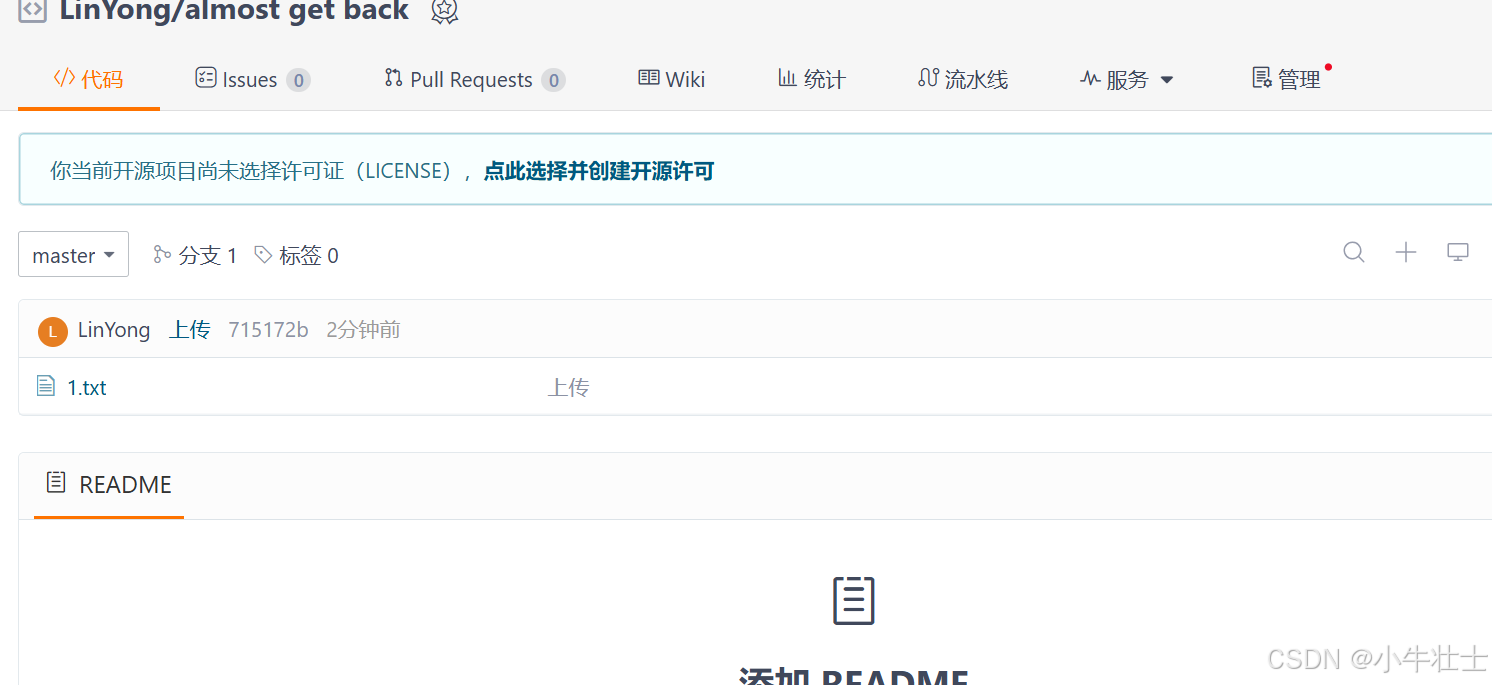 LinYong/almost get back
代码 Issues 0 Pull Requests 0 Wiki 统计 流水线 服务 管理
你当前开源项目尚未选择许可证（LICENSE），点此选择并创建开源许可
master 分支 1 标签 0
L LinYong 上传 715172b 2分钟前
1.txt 上传
README
添加 README
CSDN @小牛壮士